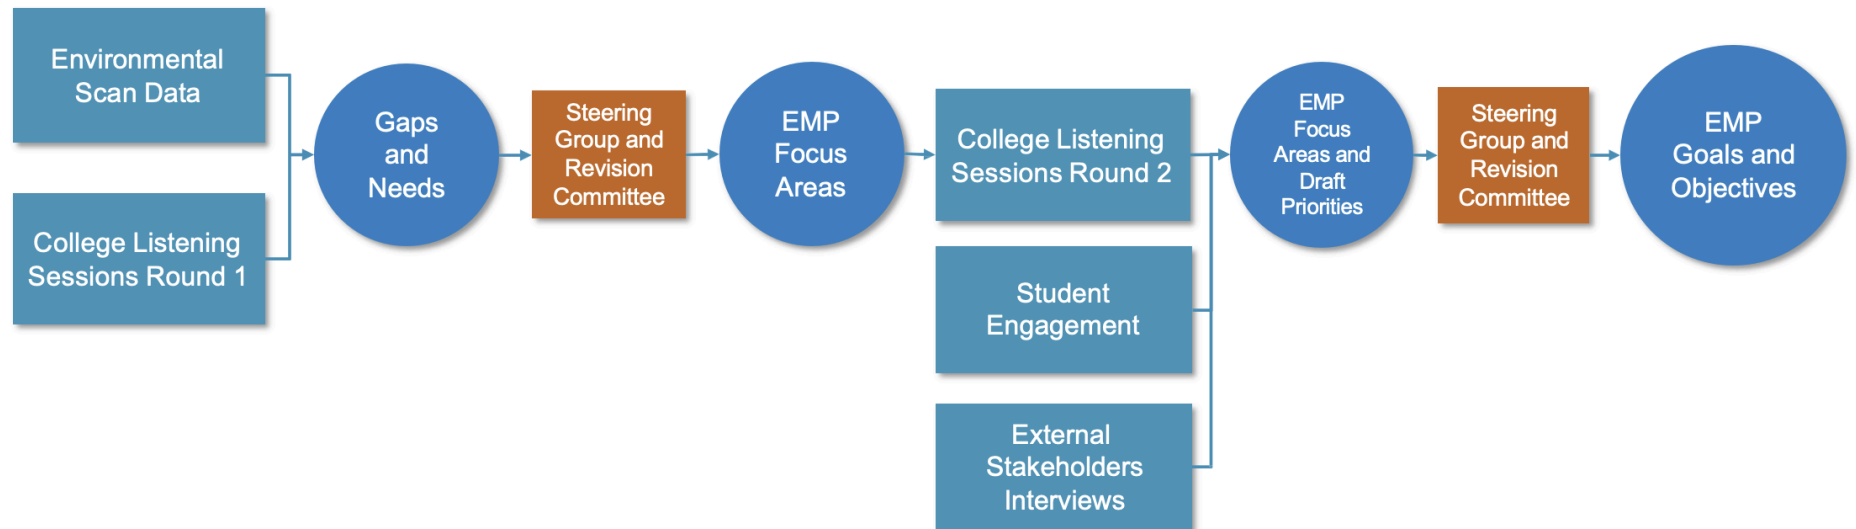 Environmental
Scan Data
College Listening
Sessions Round 1
Gaps
and
Needs
Steering
Group and
Revision
Committee
EMP
Focus
Areas
College Listening
Sessions Round 2
Student
Engagement
External
Stakeholders
Interviews
EMP
Focus
Areas and
Draft
Priorities
Steering
Group and
Revision
Committee
EMP
Goals and
Objectives